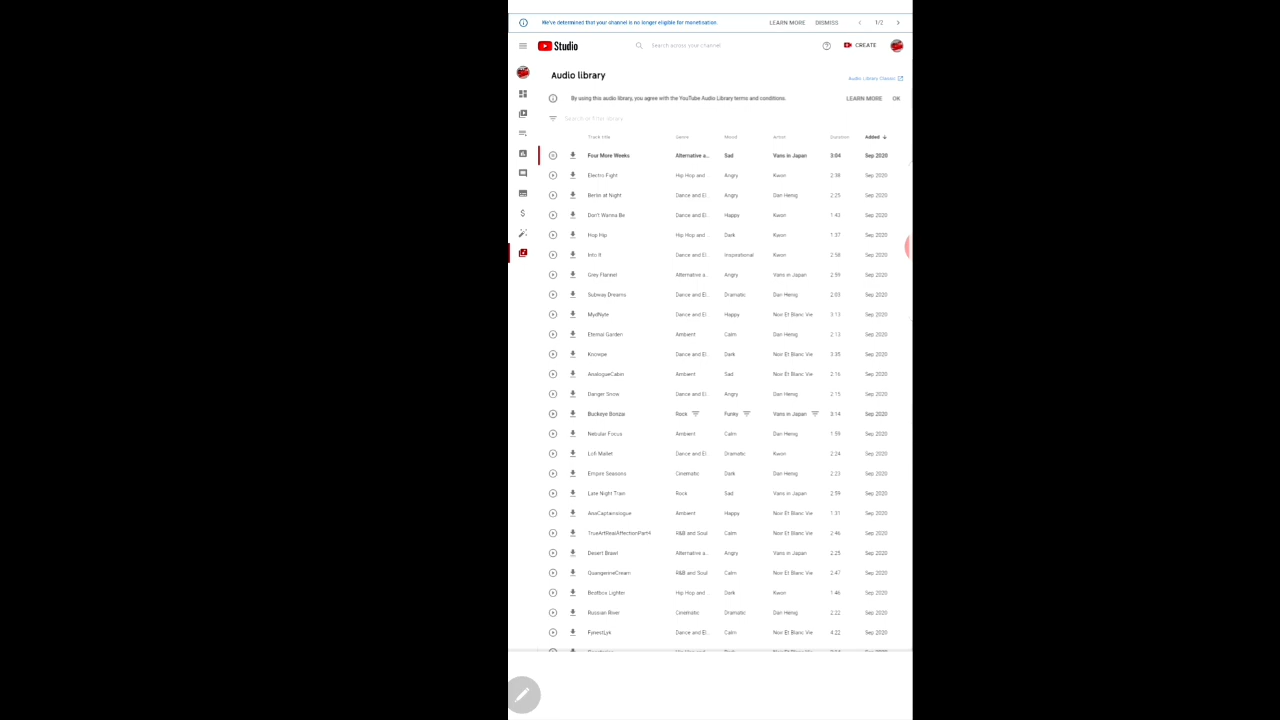 We've determined that your channel is no longer eligible for monetisation. LEARN MORE DISMISS 1/2
Studio Search across your channel CREATE
Audio library Audio Library Classic
By using this audio library, you agree with the YouTube Audio Library terms and conditions. LEARN MORE OK
Search or filter library
Track title Genre Mood Artist Duration Added
Four More Weeks Alternative a... Sad Vans in Japan 3:04 Sep 2020
Electro Fight Hip Hop and Angry Kwon 2:38 Sep 2020
Berlin at Night Dance and El.. Angry Dan Henig 2:25 Sep 2020
Don't Wanna Be Dance and El.. Happy Kwon 1:43 Sep 2020
Hop Hip Hip Hop and Dark Kwon 1:37 Sep 2020
Into It Dance and El.. Inspirational Kwon 2:58 Sep 2020
Grey Flannel Alternative a.. Angry Vans in Japan 2:59 Sep 2020
Subway Dreams Dance and El.. Dramatic Dan Henig 2:03 Sep 2020
MydNyte Dance and El.. Happy Noir Et Blanc Vie 3:13 Sep 2020
Eternal Garden Ambient Calm Dan Henig 2:13 Sep 2020
Dance and El.. Dark Noir Et Blanc Vie 3:35 Sep 2020
AnalogueCabin Ambient Sad Noir Et Blanc Vie 2:16 Sep 2020
Danger Snow Dance and El.. Angry Dan Henig 2:15 Sep 2020
Buckeye Bonzai Rock Funny Vans in Japan 3:14 Sep 2020
Nebular Focus Ambient Calm Dan Henig 1:59 Sep 2020
Lofi Mallet Dance and El.. Dramatic Kwon 2:24 Sep 2020
Empire Seasons Cinematic Dark Dan Henig 2:23 Sep 2020
Late Night Train Rock Sad Vans in Japan 2:59 Sep 2020
AnaCaptainslogue Ambient Happy Noir Et Blanc Vie 1:31 Sep 2020
TrueArtRealAffectionPart4 R&B and Soul Calm Noir Et Blanc Vie 2:46 Sep 2020
Desert Brawl Alternative a.. Angry Vans in Japan 2:25 Sep 2020
QuarigenneCream R&B and Soul Calm Noir Et Blanc Vie 2:47 Sep 2020
Beatbox Lighter Hip Hop and Dark Kwon 1:46 Sep 2020
Russian River Cinematic Dramatic Dan Henig 2:22 Sep 2020
FynestLyk Dance and El.. Calm Noir Et Blanc Vie 4:22 Sep 2020